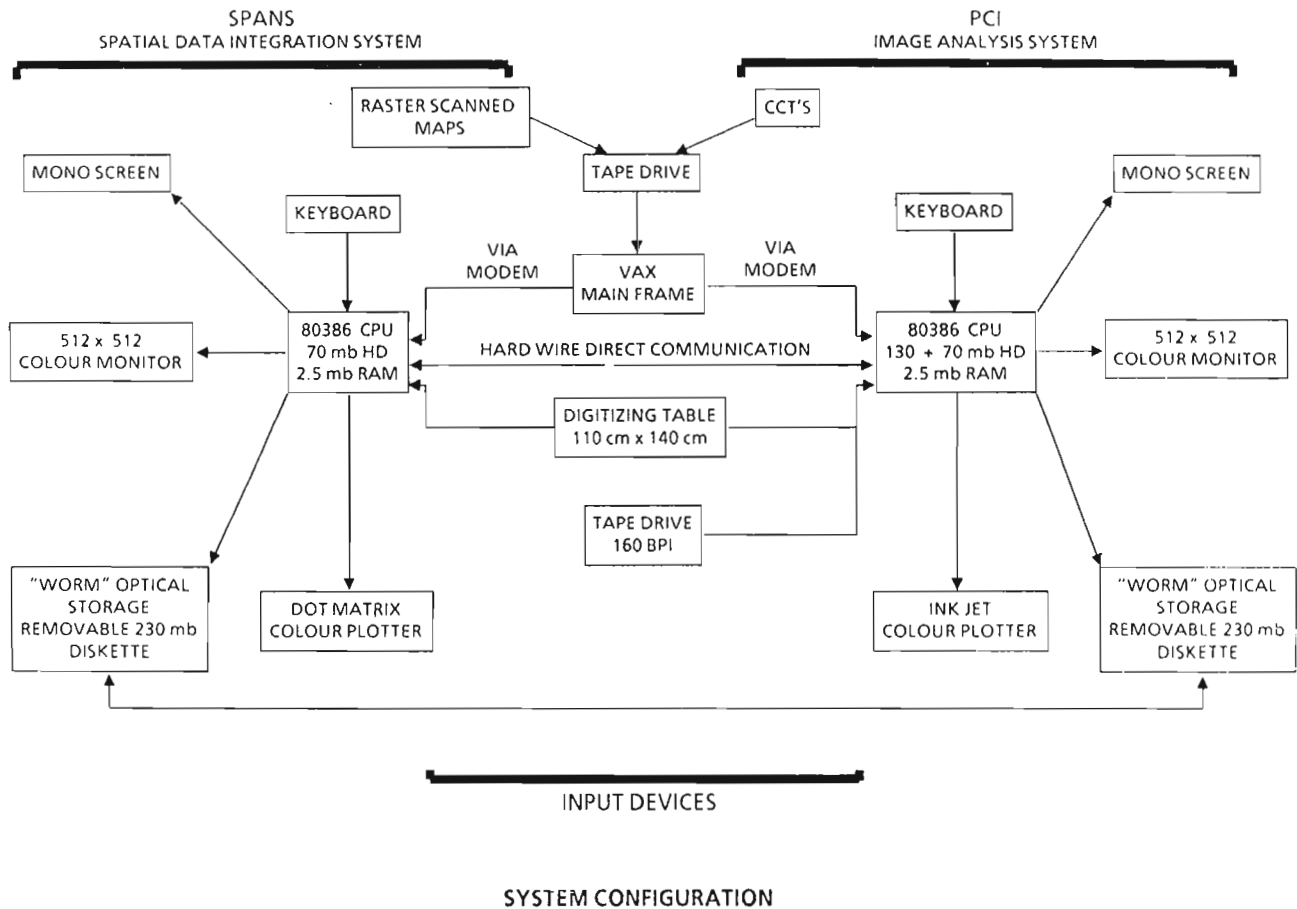 SPANS
SPATIAL DATA INTEGRATION SYSTEM
PCI
IMAGE ANALYSIS SYSTEM
RASTER SCANNED
MAPS
CCT'S
MONO SCREEN
TAPE DRIVE
MONO SCREEN
KEYBOARD
KEYBOARD
VIA
MODEM
VAX
MAIN FRAME
VIA
MODEM
512 x 512
COLOUR MONITOR
80386 CPU
70 mb HD
2.5 mb RAM
HARD WIRE DIRECT COMMUNICATION
80386 CPU
130 + 70 mb HD
2.5 mb RAM
512 x 512
COLOUR MONITOR
DIGITIZING TABLE
110 cm x 140 cm
TAPE DRIVE
160 BPI
"WORM" OPTICAL
STORAGE
REMOVABLE 230 mb
DISKETTE
DOT MATRIX
COLOUR PLOTTER
INK JET
COLOUR PLOTTER
"WORM" OPTICAL
STORAGE
REMOVABLE 230 mb
DISKETTE
INPUT DEVICES
SYSTEM CONFIGURATION